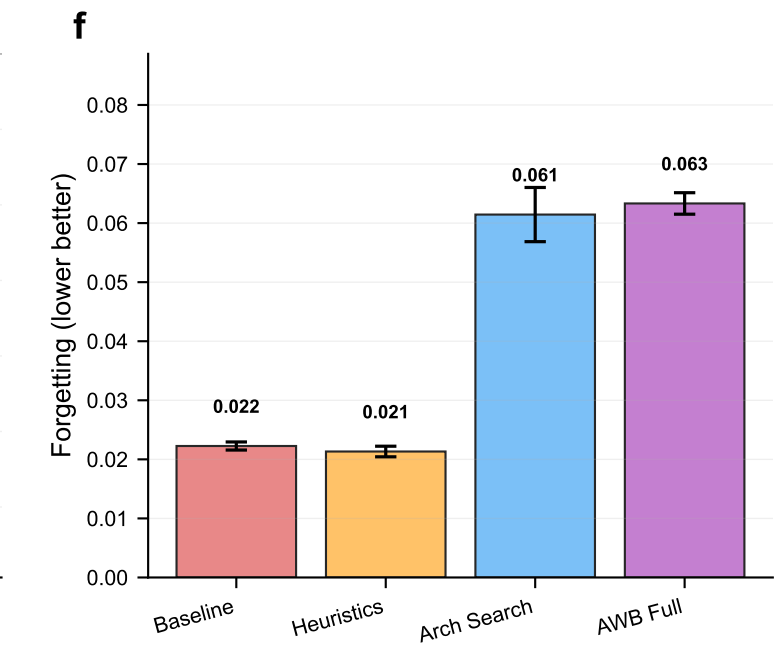 f
Forgetting (lower better)
0.08
0.07
0.06
0.05
0.04
0.03
0.02
0.01
0.00
0.022
0.021
0.061
0.063
Baseline
Heuristics
Arch Search
AWB Full